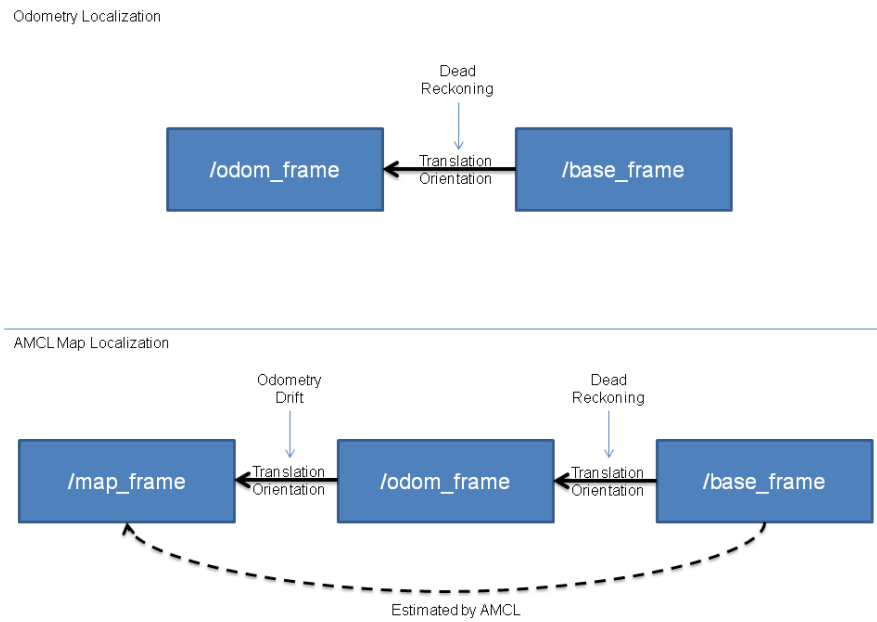 Odometry Localization
Dead
Reckoning
/odom_frame
Translation
Orientation
/base_frame
AMCL Map Localization
Odometry
Drift
Dead
Reckoning
/map_frame
Translation
Orientation
/odom_frame
Translation
Orientation
/base_frame
Estimated by AMCL